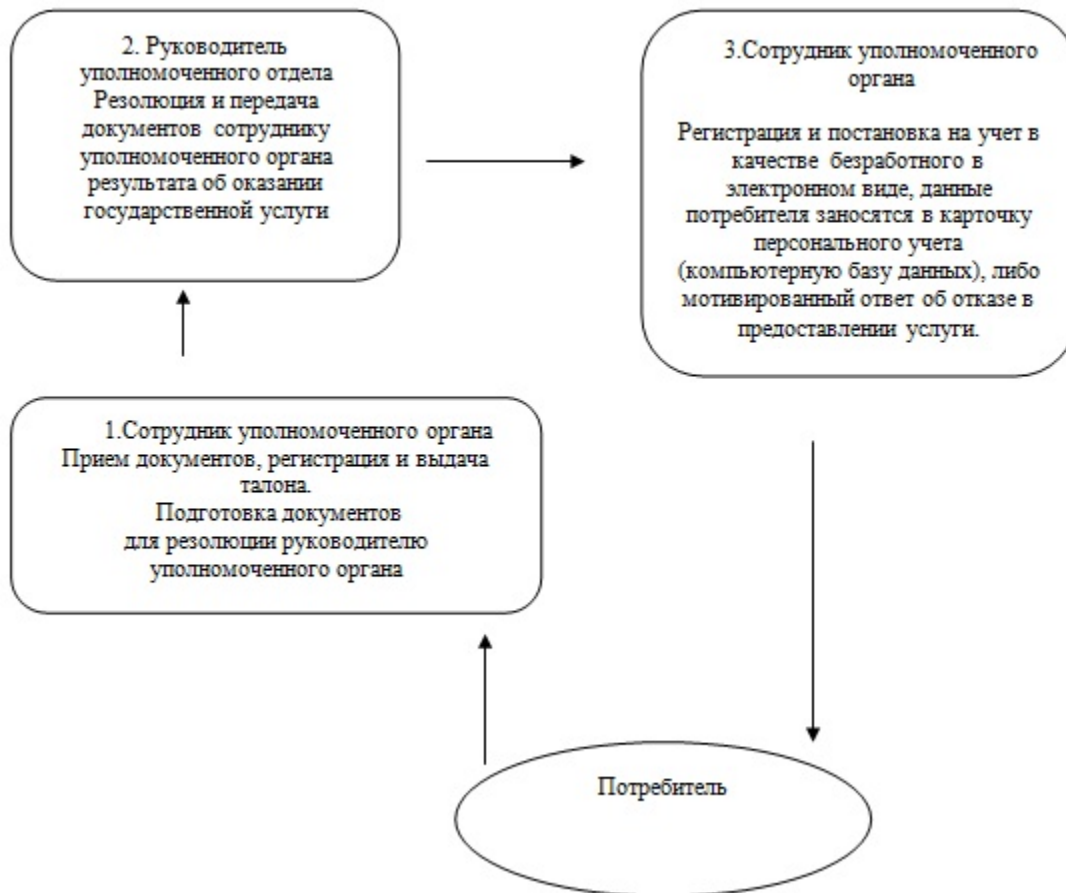 2. Руководитель
уполномоченного отдела
Резолюция и передача
документов сотруднику
уполномоченного органа
результата об оказании
государственной услуги
3.Сотрудник уполномоченного
органа
Регистрация и постановка на учет в
качестве безработного в
электронном виде, данные
потребителя заносятся в карточку
персонального учета
(компьютерную базу данных), либо
мотивированный ответ об отказе в
предоставлении услуги.
1.Сотрудник уполномоченного органа
Прием документов, регистрация и выдача
талона.
Подготовка документов
для резолюции руководителю
уполномоченного органа
Потребитель